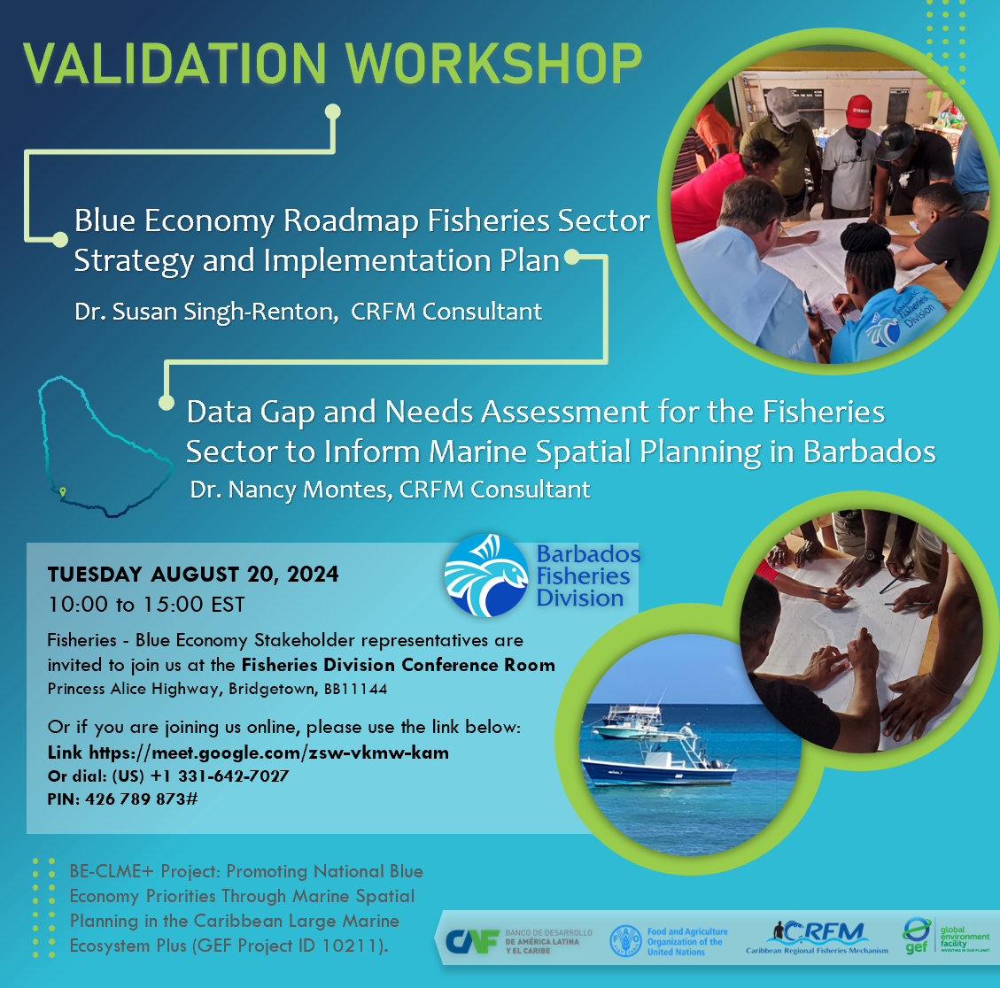 VALIDATION WORKSHOP
Blue Economy Roadmap Fisheries Sector
Strategy and Implementation Plan
Dr. Susan Singh-Renton, CRFM Consultant
Data Gap and Needs Assessment for the Fisheries
Sector to Inform Marine Spatial Planning in Barbados
Dr. Nancy Montes, CRFM Consultant
TUESDAY AUGUST 20, 2024
10:00 to 15:00 EST
Barbados
Fisheries
Division
Fisheries - Blue Economy Stakeholder representatives are
invited to join us at the Fisheries Division Conference Room
Princess Alice Highway, Bridgetown, BB11144
Or if you are joining us online, please use the link below:
Link https://meet.google.com/zsw-vkmw-kam
Or dial: (US) +1 331-642-7027
PIN: 426 789 873#
BE-CLME+ Project: Promoting National Blue
Economy Priorities Through Marine Spatial
Planning in the Caribbean Large Marine
Ecosystem Plus (GEF Project ID 10211).
CAF
BANCO DE DESARROLLO
DE AMÉRICA LATINA
Y EL CARIBE
FAO
Food and Agriculture
Organization of the
United Nations
CRFM
Caribbean Regional Fisheries Mechanism
gef
global
environment
facility
INVESTING IN OUR PLANET
YAMAHA
Fisheries
Division